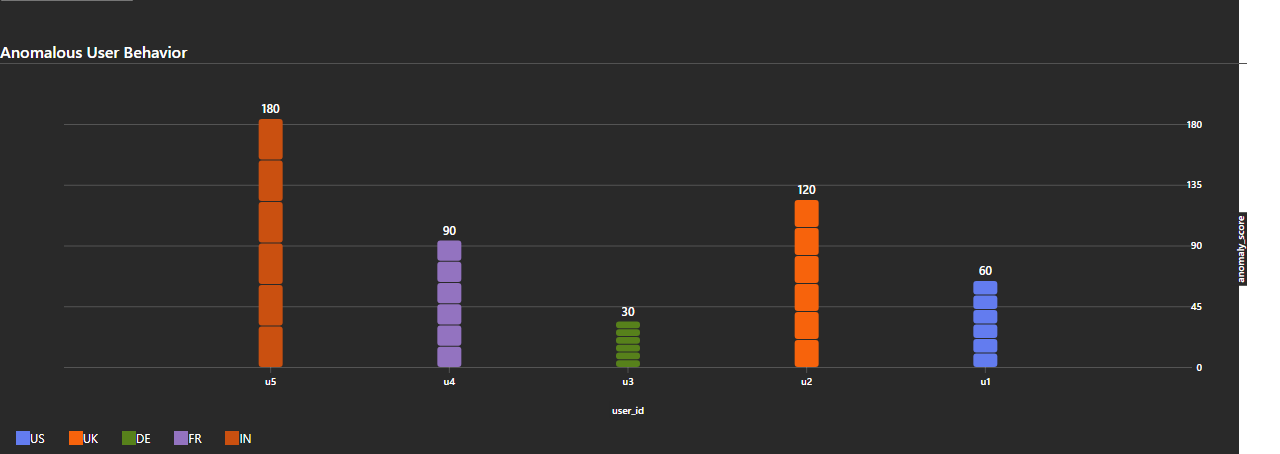 Anomalous User Behavior
180
90
30
120
60
180
135
90
45
0
anomaly_score
u5 u4 u3 u2 u1
user_id
US UK DE FR IN